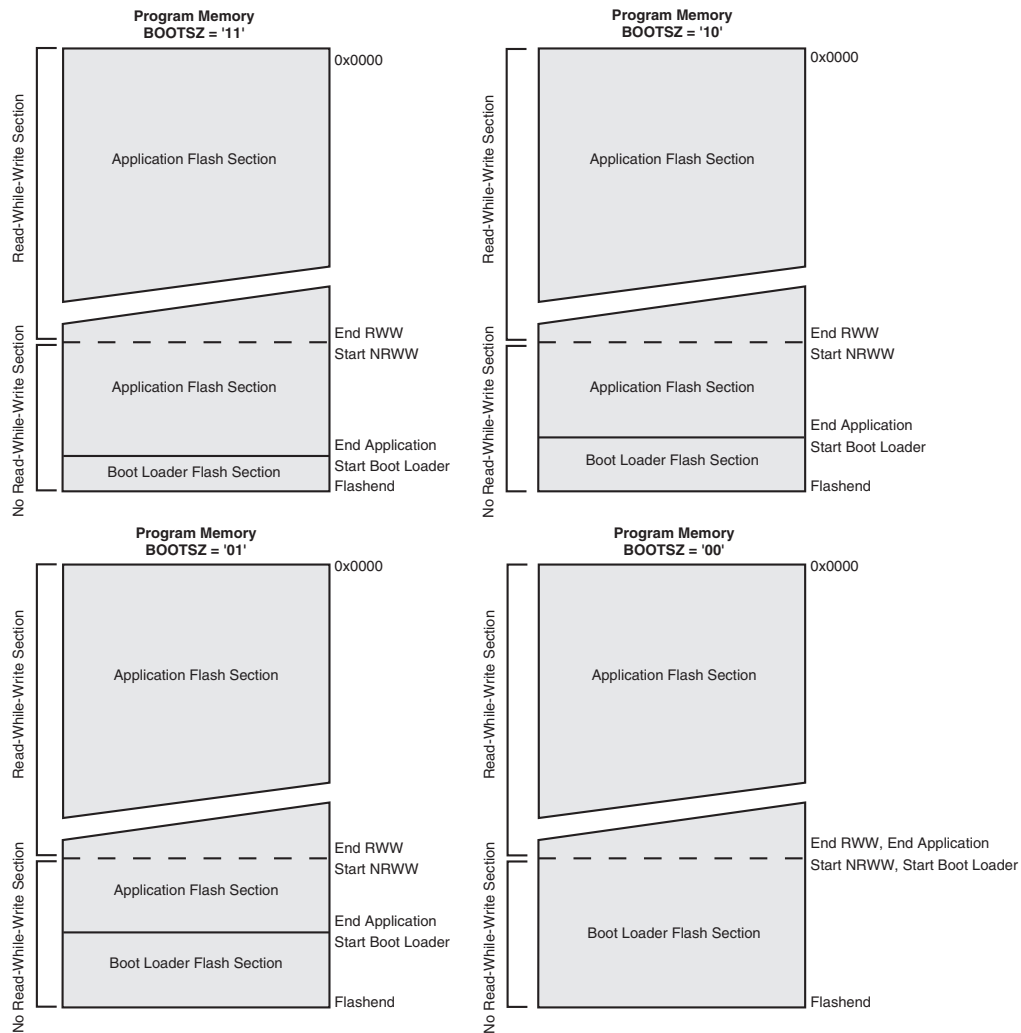 Program Memory
BOOTSZ = '11'
0x0000
Read-While-Write Section
Application Flash Section
End RWW
Start NRWW
No Read-While-Write Section
Application Flash Section
End Application
Start Boot Loader
Boot Loader Flash Section
Flashend
Program Memory
BOOTSZ = '10'
0x0000
Read-While-Write Section
Application Flash Section
End RWW
Start NRWW
No Read-While-Write Section
Application Flash Section
End Application
Start Boot Loader
Boot Loader Flash Section
Flashend
Program Memory
BOOTSZ = '01'
0x0000
Read-While-Write Section
Application Flash Section
End RWW
Start NRWW
No Read-While-Write Section
Application Flash Section
End Application
Start Boot Loader
Boot Loader Flash Section
Flashend
Program Memory
BOOTSZ = '00'
0x0000
Read-While-Write Section
Application Flash Section
End RWW, End Application
Start NRWW, Start Boot Loader
No Read-While-Write Section
Boot Loader Flash Section
Flashend